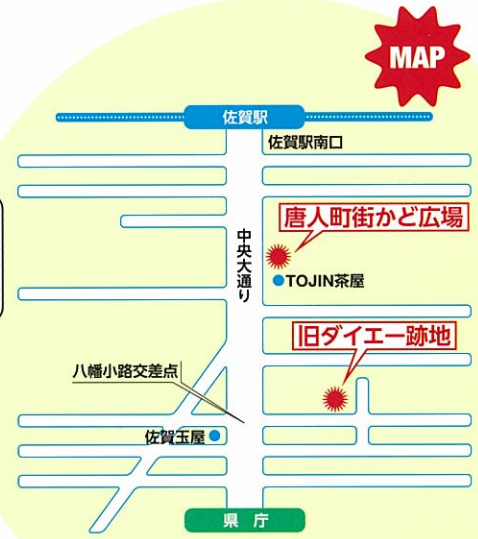 MAP
佐賀駅
佐賀駅南口
唐人町街かど広場
中央大通り
TOJIN茶屋
旧ダイエー跡地
八幡小路交差点
佐賀玉屋
県庁